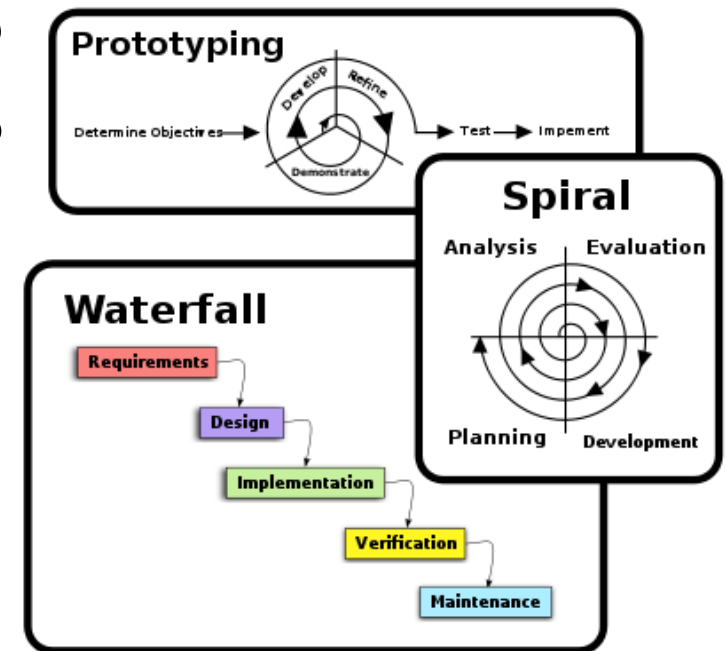 Prototyping
Develop
Refine
Demonstrate
Determine Objectives
Test
Impement
Spiral
Analysis
Evaluation
Planning
Development
Waterfall
Requirements
Design
Implementation
Verification
Maintenance